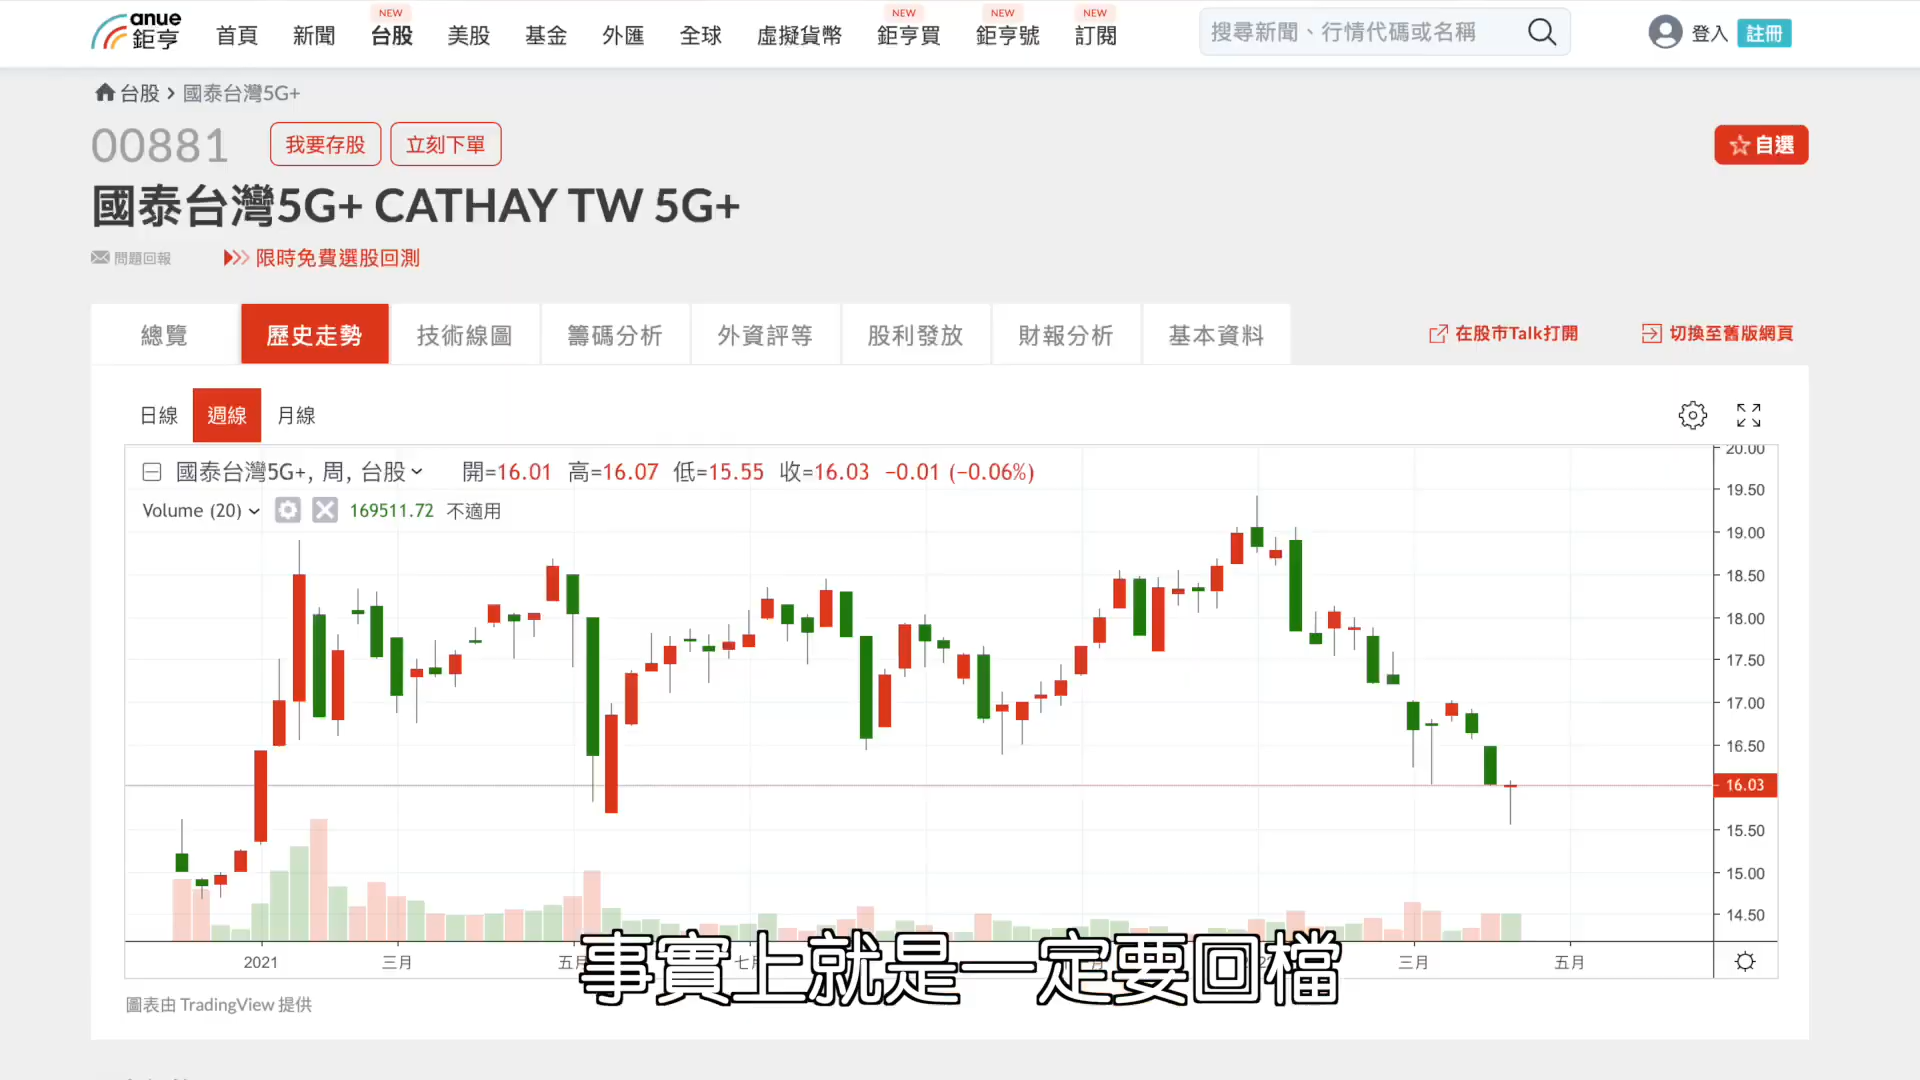 anue
鉅亨
首頁
新聞
NEW
台股
美股
基金
外匯
全球
虛擬貨幣
NEW
鉅亨買
NEW
鉅亨號
NEW
訂閱
搜尋新聞、行情代碼或名稱
登入
註冊
台股 > 國泰台灣5G+
00881
我要存股
立刻下單
☆自選
國泰台灣5G+ CATHAY TW 5G+
問題回報
限時免費選股回測
總覽
歷史走勢
技術線圖
籌碼分析
外資評等
股利發放
財報分析
基本資料
在股市Talk打開
切換至舊版網頁
日線
週線
月線
國泰台灣5G+, 周, 台股 開=16.01 高=16.07 低=15.55 收=16.03 −0.01 (−0.06%)
Volume (20) 169511.72 不適用
20.00
19.50
19.00
18.50
18.00
17.50
17.00
16.50
16.03
15.50
15.00
14.50
2021
三月
五月
七月
三月
五月
事實上就是一定要回檔
圖表由 TradingView 提供